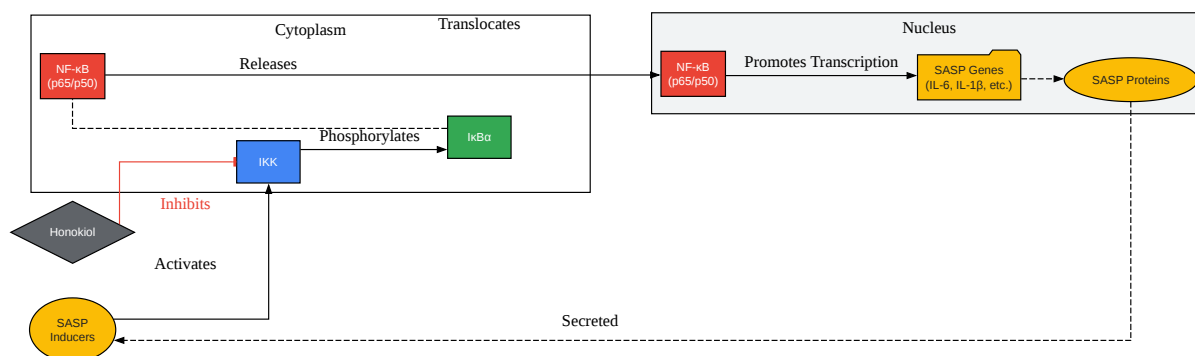 Translocates
Cytoplasm
Nucleus
Releases
NF-κB
(p65/p50)
NF-κB
(p65/p50)
Promotes Transcription
SASP Genes
(IL-6, IL-1β, etc.)
SASP Proteins
Phosphorylates
IκBα
IKK
Inhibits
Honokiol
Activates
SASP
Inducers
Secreted